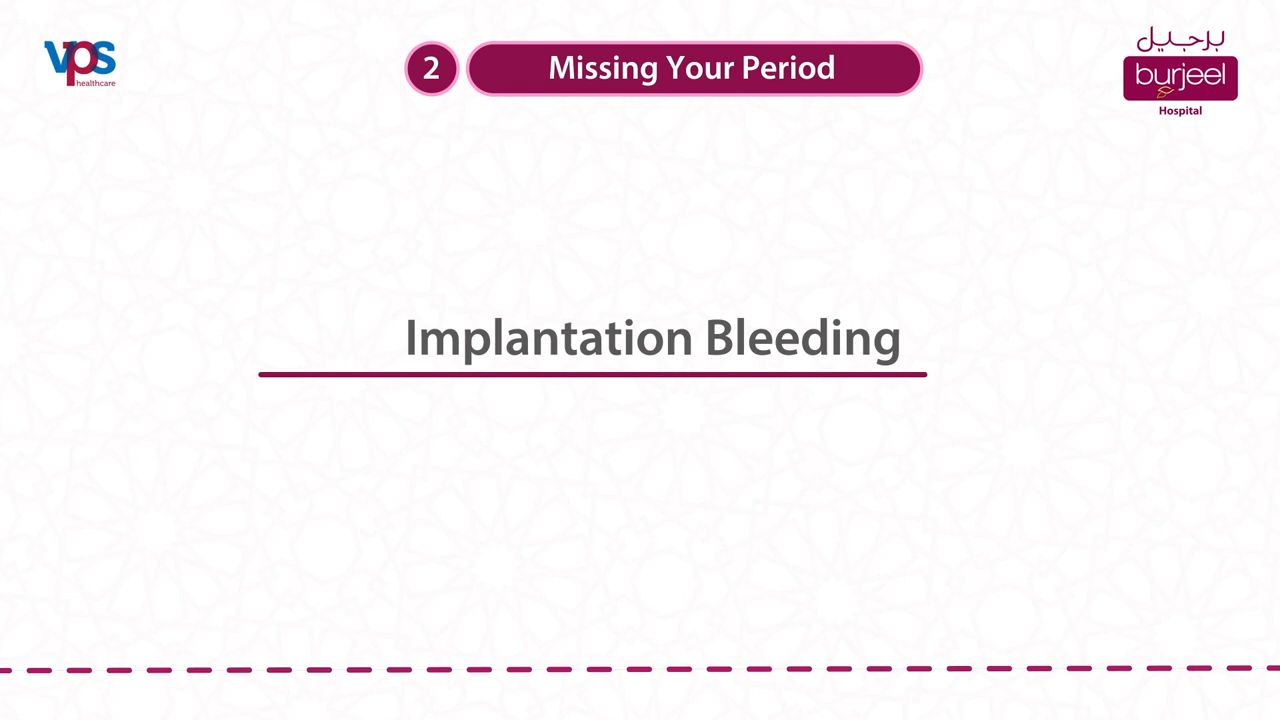 vps
healthcare
2
Missing Your Period
برجيل
burjeel
Hospital
Implantation Bleeding